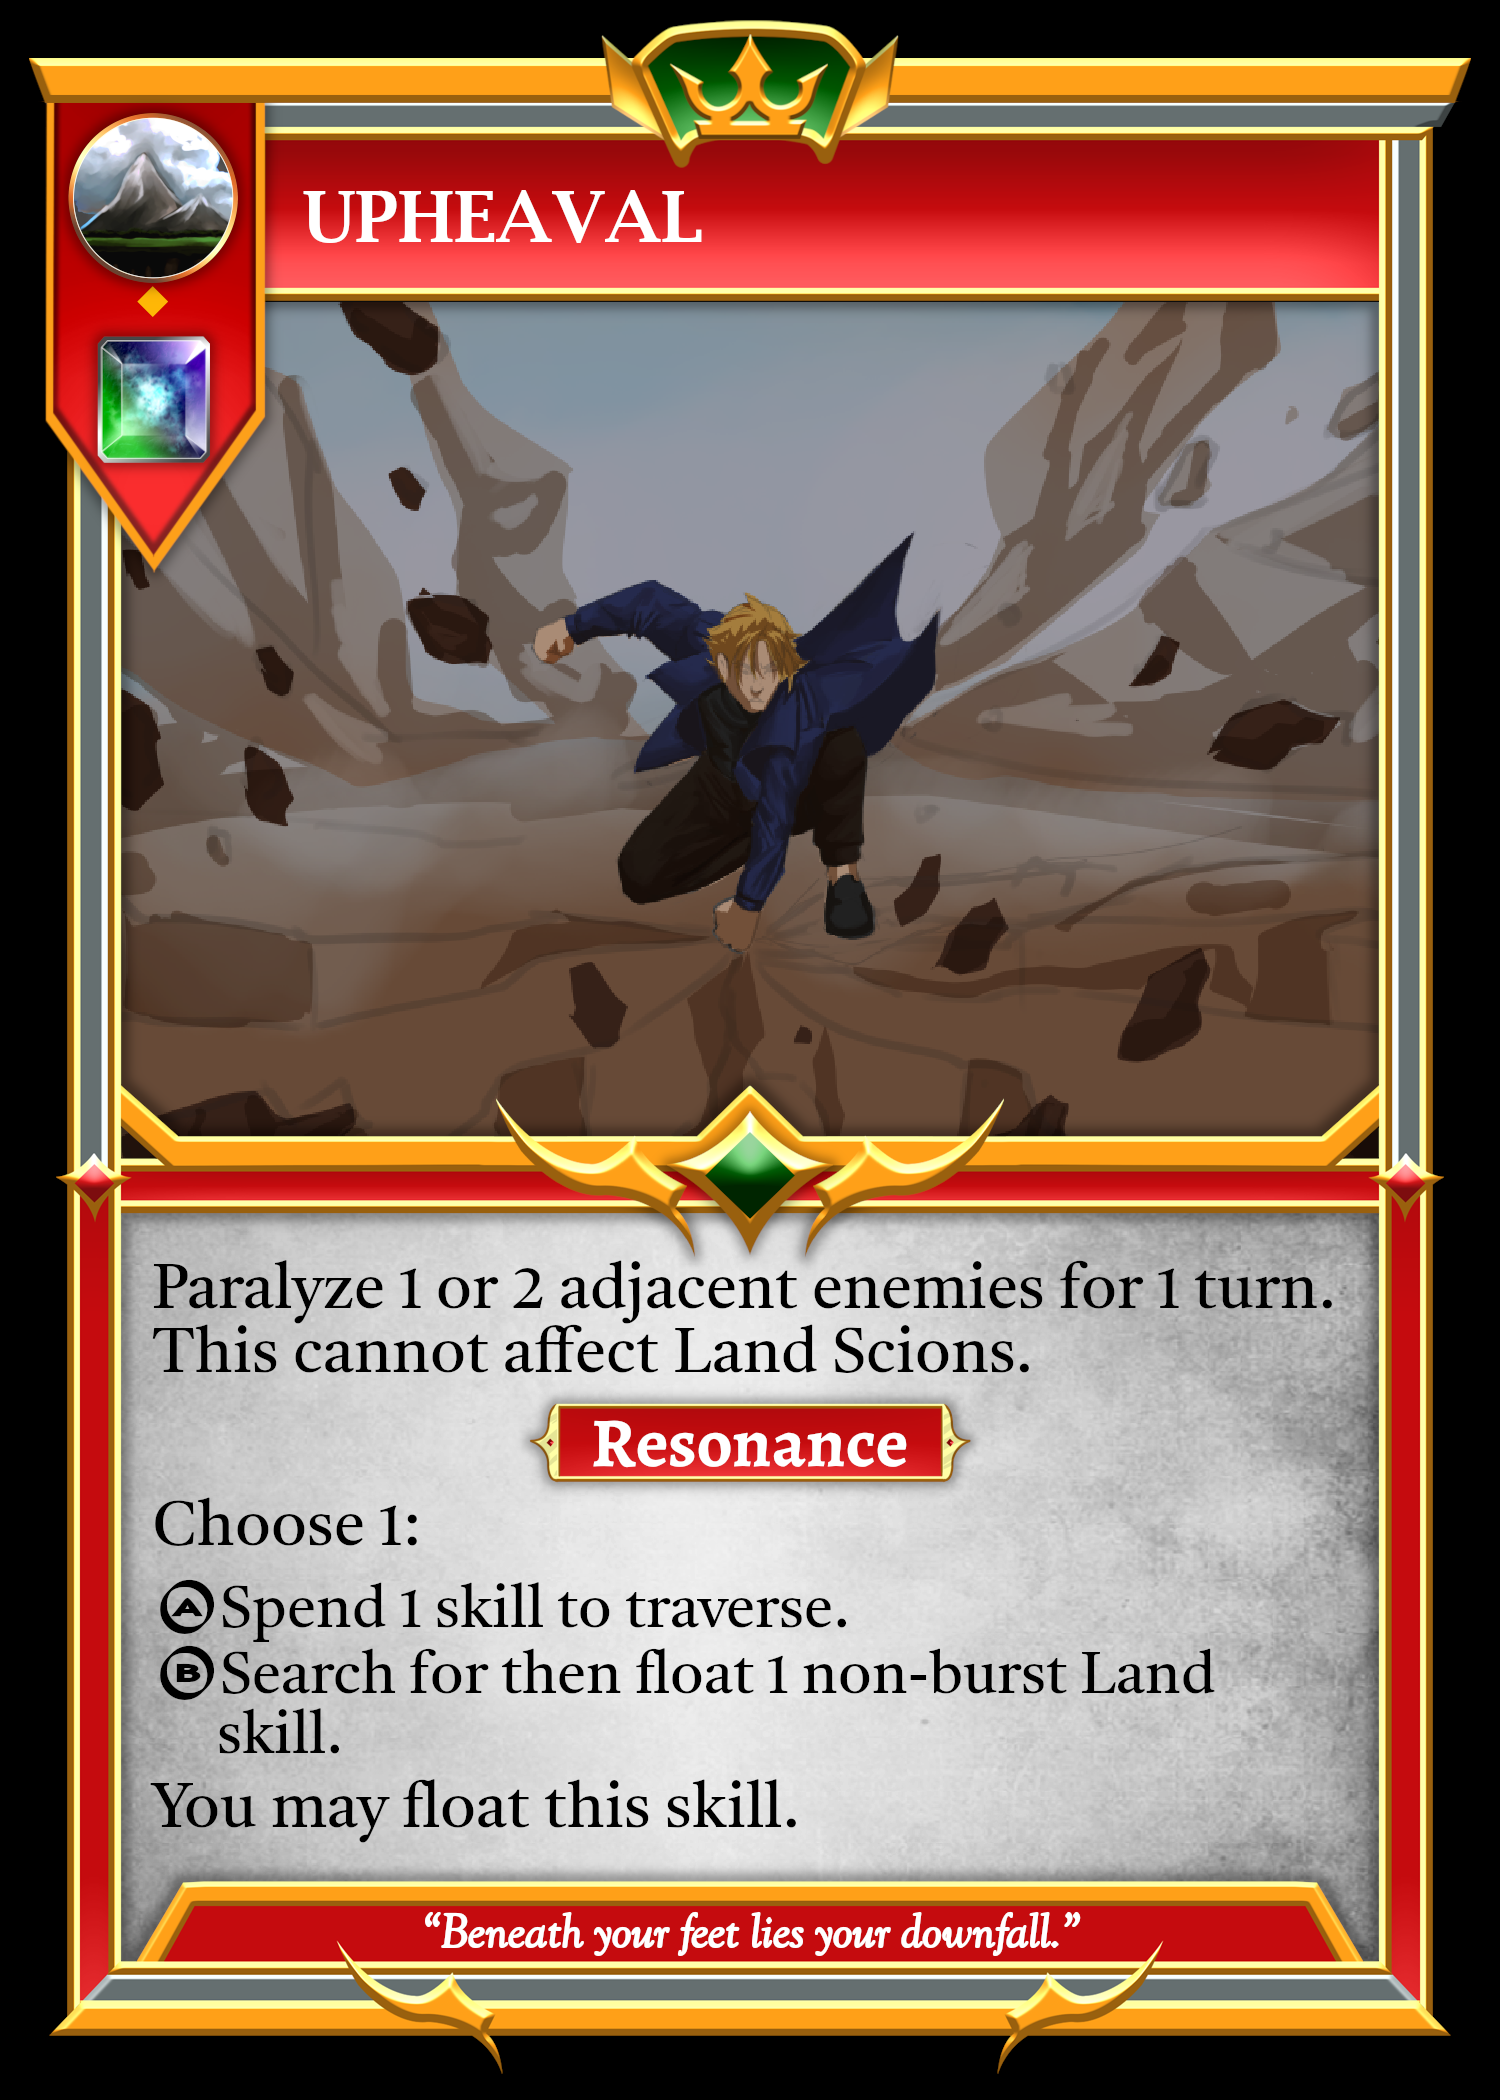 UPHEAVAL
Paralyze 1 or 2 adjacent enemies for 1 turn.
This cannot affect Land Scions.
Resonance
Choose 1:
Ⓐ Spend 1 skill to traverse.
Ⓑ Search for then float 1 non-burst Land
skill.
You may float this skill.
“Beneath your feet lies your downfall.”